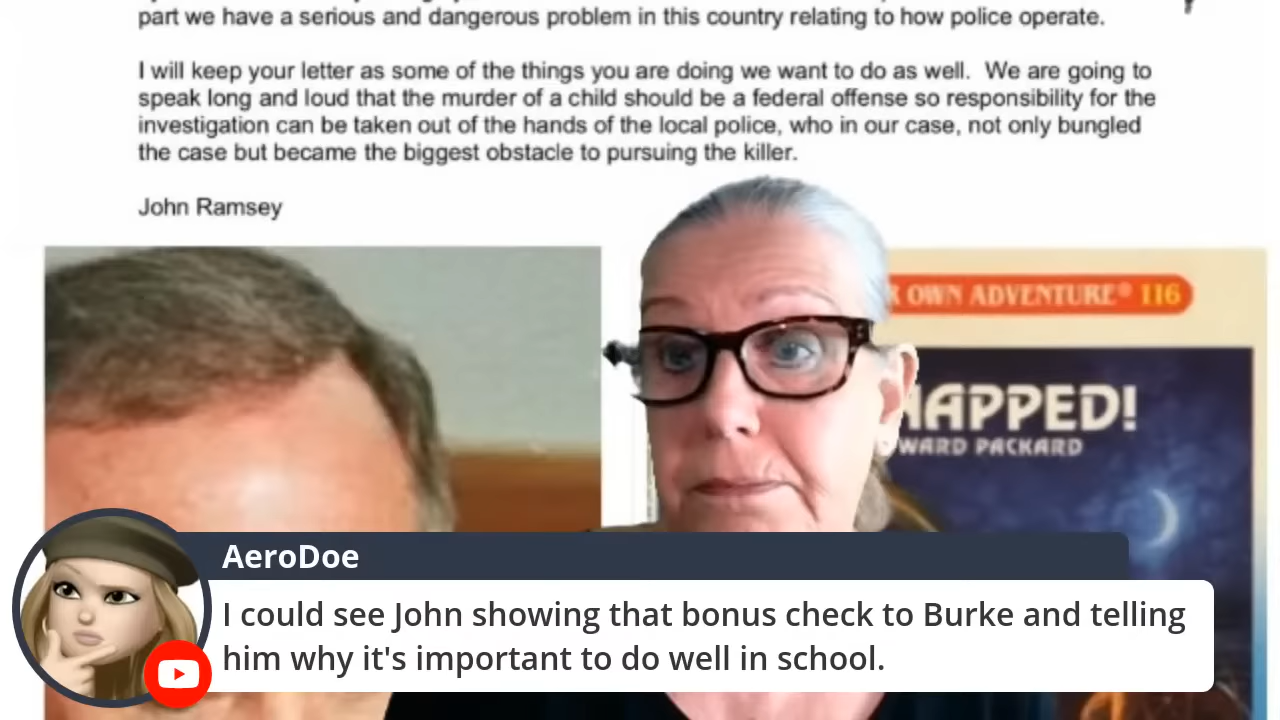 part we have a serious and dangerous problem in this country relating to how police operate.
I will keep your letter as some of the things you are doing we want to do as well. We are going to
speak long and loud that the murder of a child should be a federal offense so responsibility for the
investigation can be taken out of the hands of the local police, who in our case, not only bungled
the case but became the biggest obstacle to pursuing the killer.
John Ramsey
R OWN ADVENTURE® 116
NAPPED!
WARD PACKARD
AeroDoe
I could see John showing that bonus check to Burke and telling
him why it's important to do well in school.